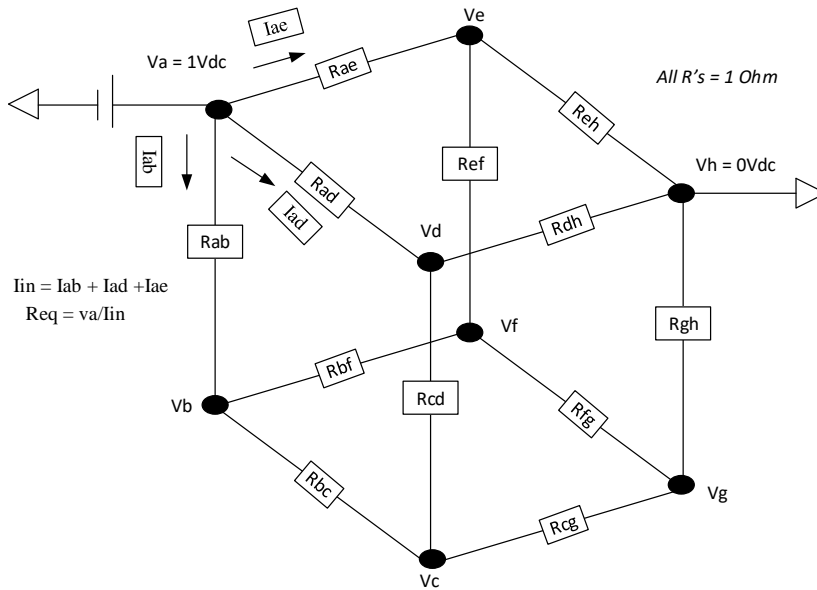 Ve
Iae
Va = 1Vdc
Rae
All R's = 1 Ohm
Reh
Iab
Ref
Vh = 0Vdc
Rad
Iad
Vd
Rdh
Rab
Iin = Iab + Iad +Iae
Req = va/Iin
Vf
Rgh
Rbf
Rcd
Vb
Rfg
Rbc
Vg
Rcg
Vc